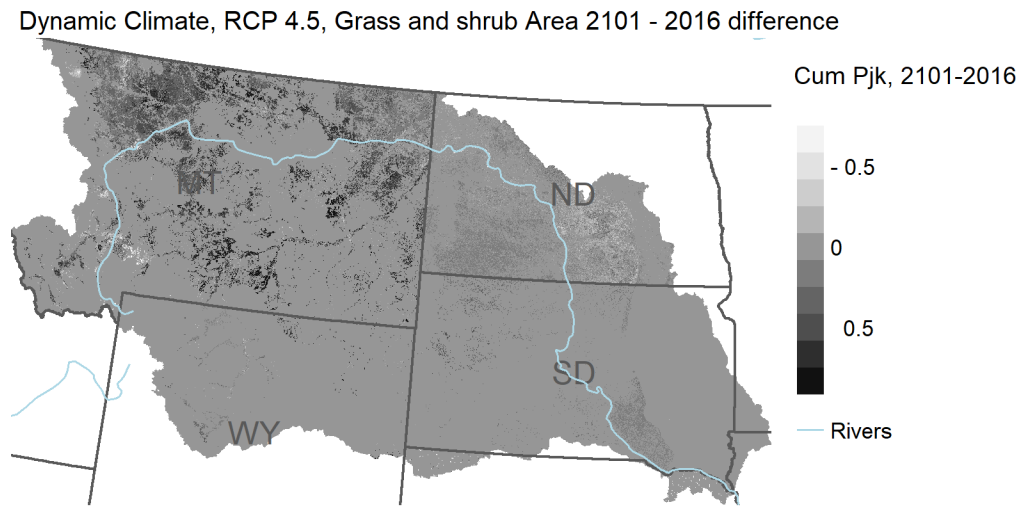 Dynamic Climate, RCP 4.5, Grass and shrub Area 2101 - 2016 difference
Cum Pjk, 2101-2016
- 0.5
0
0.5
Rivers
MT
ND
SD
WY